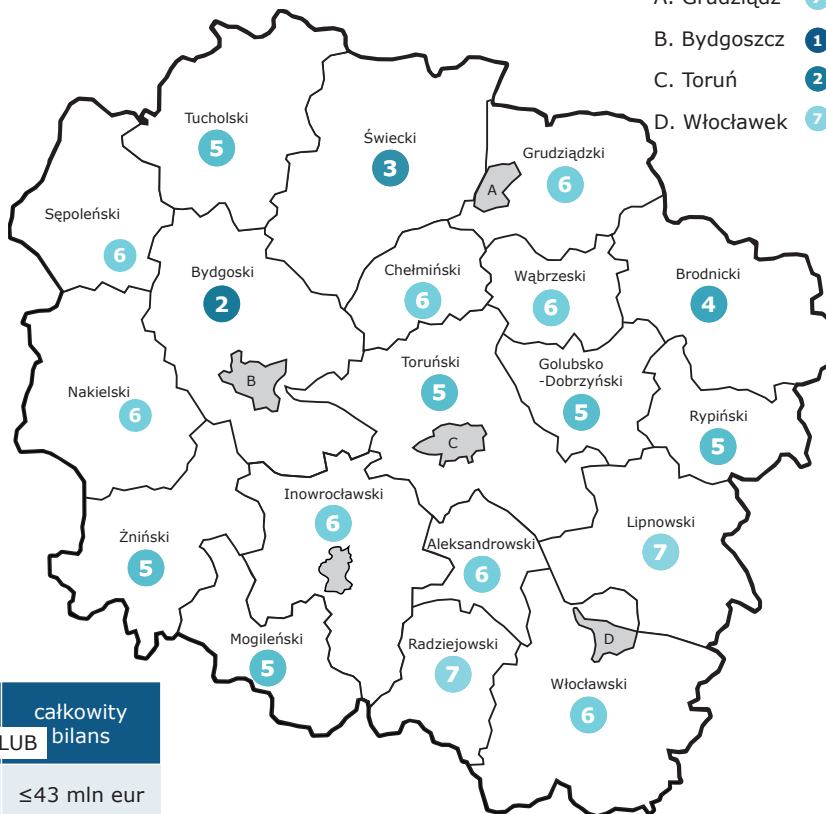 A. Grudziądz 7
B. Bydgoszcz 1
C. Toruń 2
D. Włocławek 7
Tucholski
5
Świecki
3
Grudziądzki
6
A
Sępoleński
6
Bydgoski
2
Chełmiński
6
Wąbrzeski
6
Brodnicki
4
B
Nakielski
6
Toruński
5
C
Golubsko
-Dobrzyński
5
Rypiński
5
Inowrocławski
6
Żniński
5
Aleksandrowski
6
Lipnowski
7
Mogileński
5
Radziejowski
7
D
Włocławski
6
całkowity
bilans
LUB
≤43 mln eur